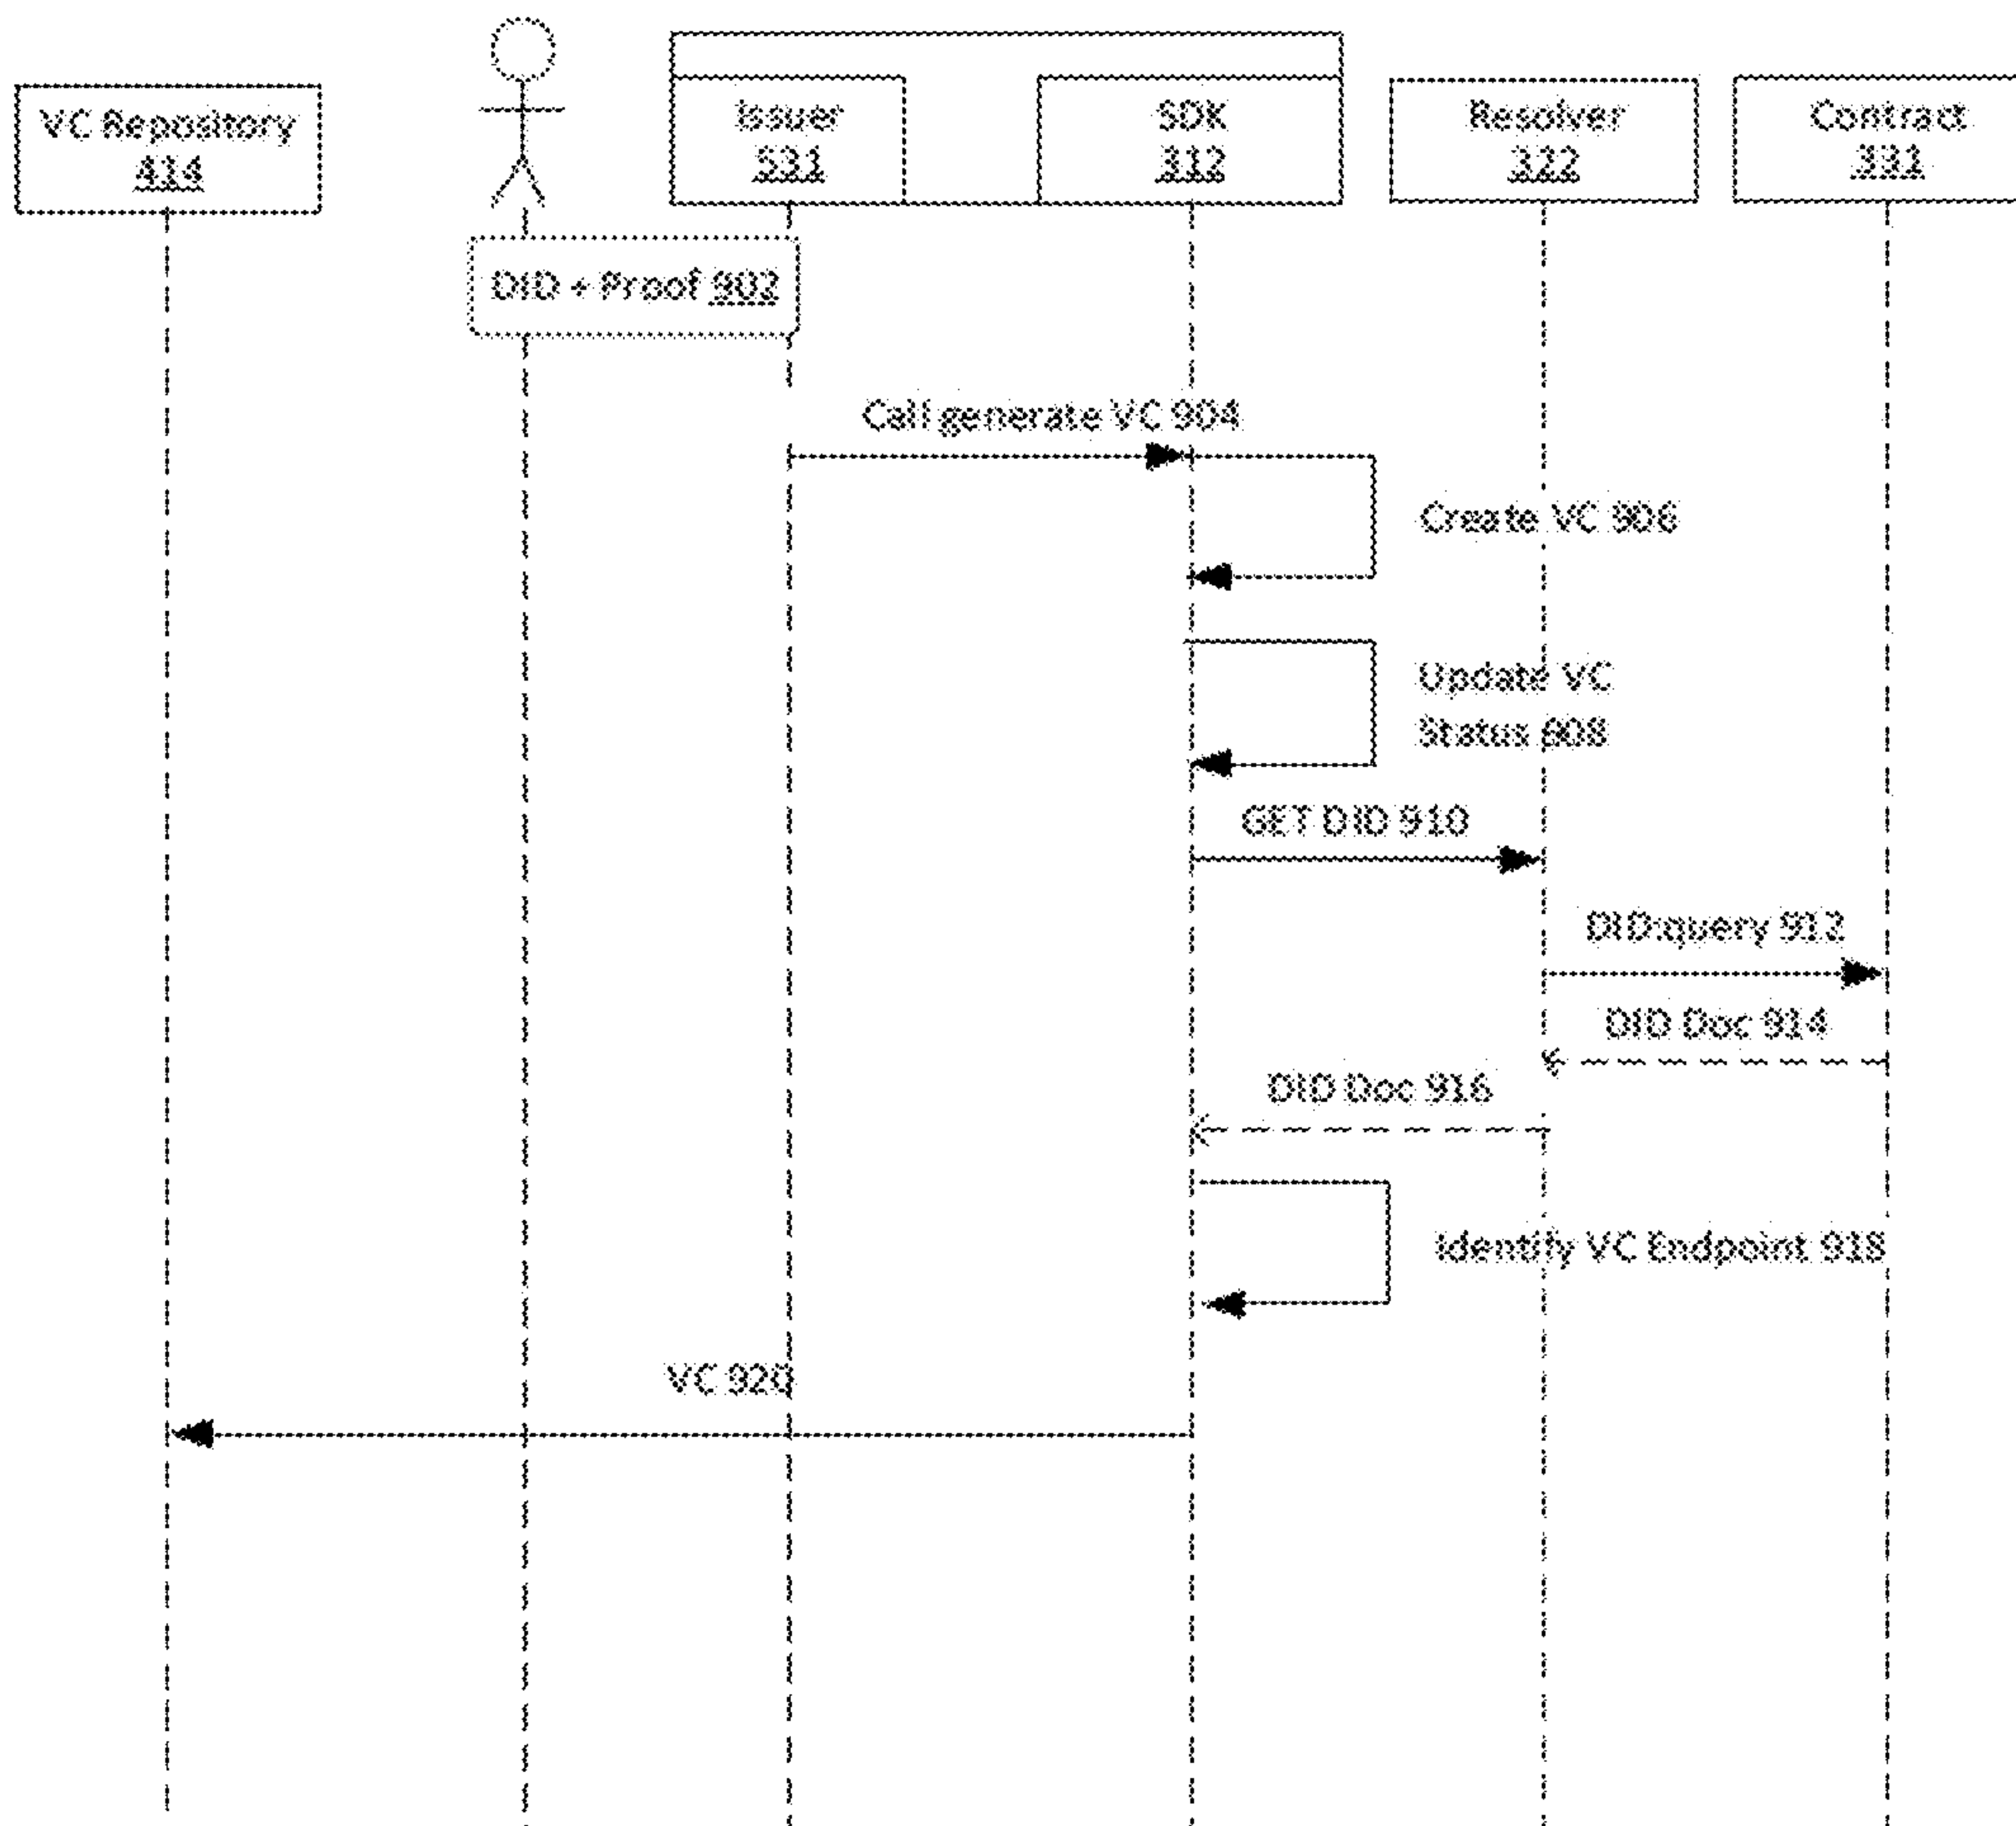 VC Repository
414
Issuer
531
SDK
312
Resolver
322
Contract
331
DID + Proof 902
Call generate VC 904
Create VC 906
Update VC
Status 608
GET DID 910
DID:query 912
DID Doc 914
DID Doc 916
Identify VC Endpoint 918
VC 920